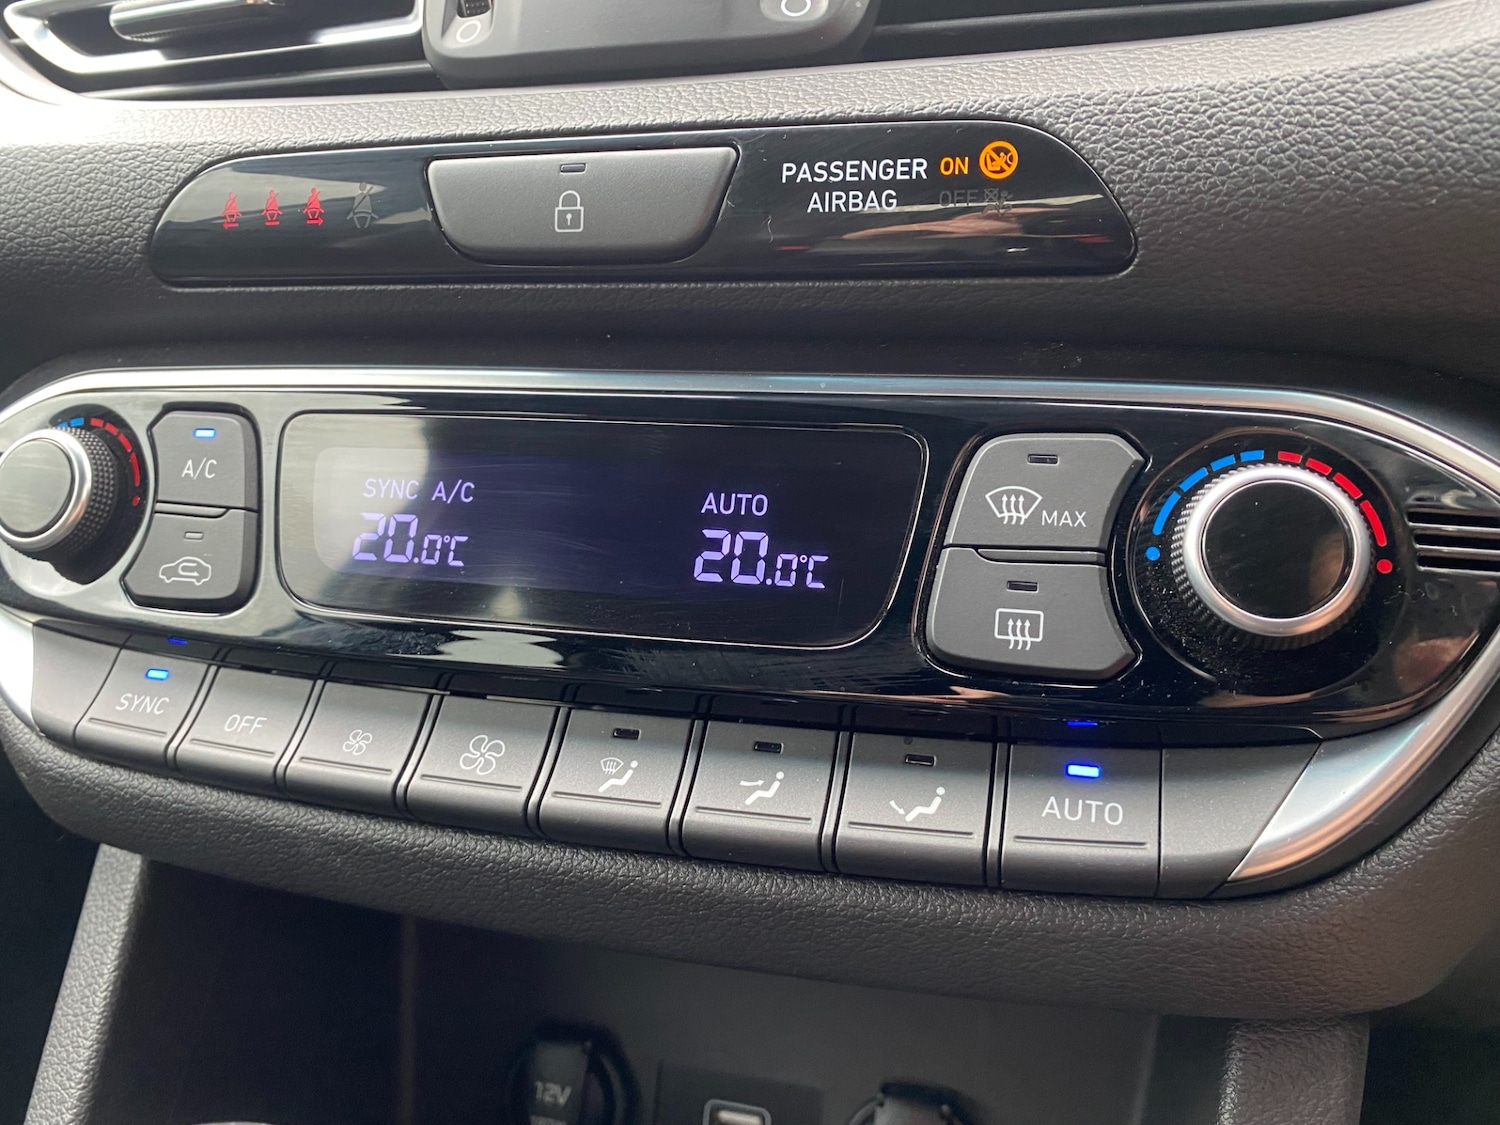 PASSENGER ON
AIRBAG OFF
A/C
SYNC A/C
20.0°C
AUTO
20.0°C
MAX
SYNC
OFF
AUTO
12V